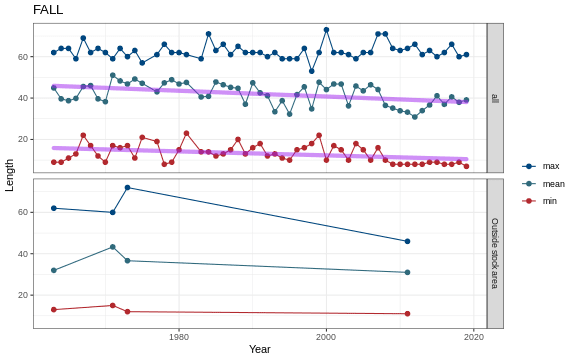 FALL
Length
60
40
20
all
60
40
20
Outside stock area
1980
2000
2020
Year
max
mean
min